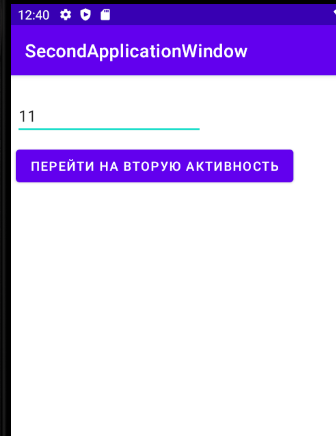 12:40
SecondApplicationWindow
11
ПЕРЕЙТИ НА ВТОРУЮ АКТИВНОСТЬ